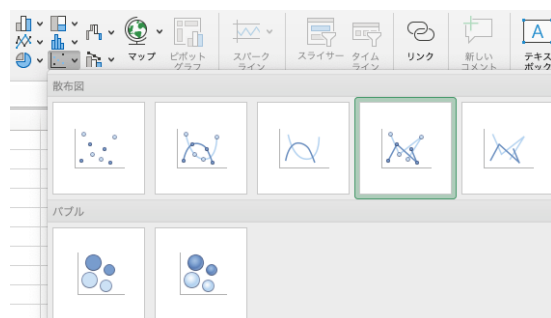 マップ
ピボット
グラフ
スパーク
ライン
スライサー
タイム
ライン
リンク
新しい
コメント
A
テキス
ボック
散布図
バブル